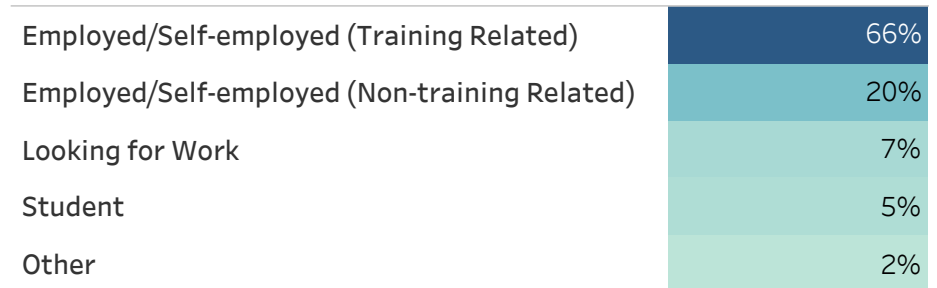 Employed/Self-employed (Training Related) 66%
Employed/Self-employed (Non-training Related) 20%
Looking for Work 7%
Student 5%
Other 2%